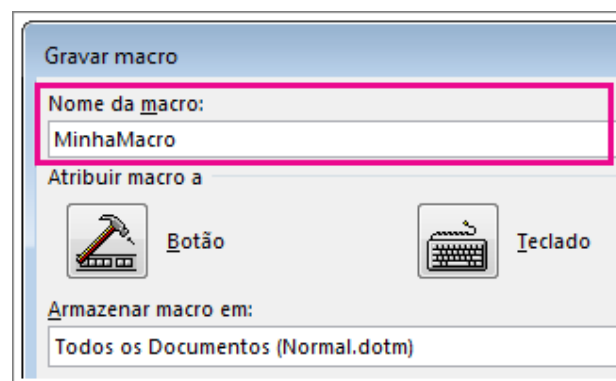 Gravar macro
Nome da macro:
MinhaMacro
Atribuir macro a
Botão
Teclado
Armazenar macro em:
Todos os Documentos (Normal.dotm)